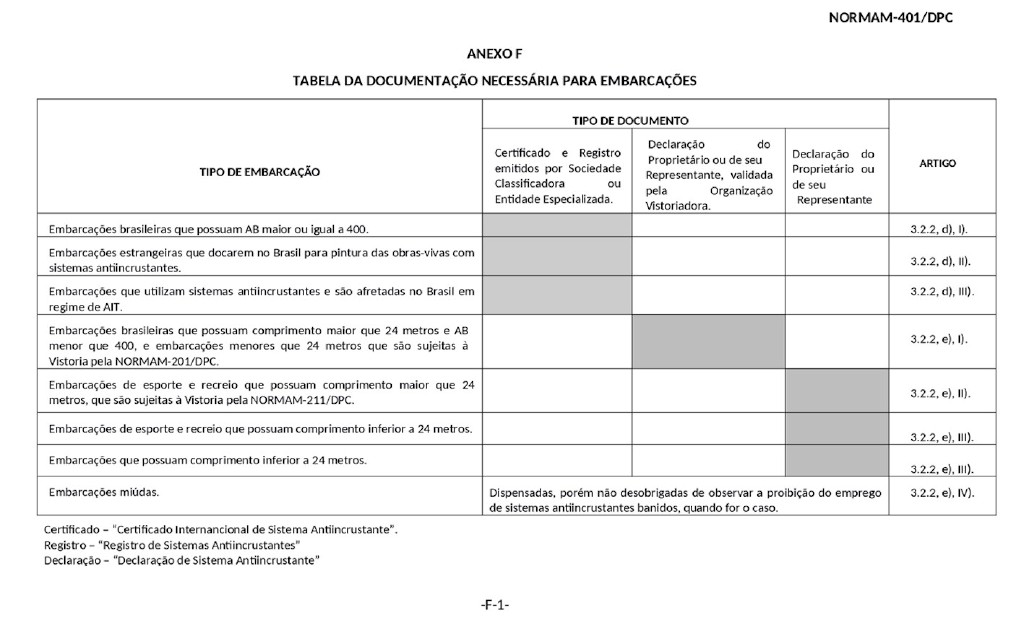 NORMAM-401/DPC
ANEXO F
TABELA DA DOCUMENTAÇÃO NECESSÁRIA PARA EMBARCAÇÕES
TIPO DE EMBARCAÇÃO
TIPO DE DOCUMENTO
ARTIGO
Certificado e Registro
emitidos por Sociedade
Classificadora ou
Entidade Especializada.
Declaração do
Proprietário ou de seu
Representante, validada
pela Organização
Vistoriadora.
Declaração do
Proprietário ou
de seu
Representante
Embarcações brasileiras que possuam AB maior ou igual a 400.
3.2.2, d), I).
Embarcações estrangeiras que docarem no Brasil para pintura das obras-vivas com
sistemas antiincrustantes.
3.2.2, d), II).
Embarcações que utilizam sistemas antiincrustantes e são afretadas no Brasil em
regime de AIT.
3.2.2, d), III).
Embarcações brasileiras que possuam comprimento maior que 24 metros e AB
menor que 400, e embarcações menores que 24 metros que são sujeitas à
Vistoria pela NORMAM-201/DPC.
3.2.2, e), I).
Embarcações de esporte e recreio que possuam comprimento maior que 24
metros, que são sujeitas à Vistoria pela NORMAM-211/DPC.
3.2.2, e), II).
Embarcações de esporte e recreio que possuam comprimento inferior a 24 metros.
3.2.2, e), III).
Embarcações que possuam comprimento inferior a 24 metros.
3.2.2, e), III).
Embarcações miúdas.
Dispensadas, porém não desobrigadas de observar a proibição do emprego
de sistemas antiincrustantes banidos, quando for o caso.
3.2.2, e), IV).
Certificado – "Certificado Internancional de Sistema Antiincrustante".
Registro – "Registro de Sistemas Antiincrustantes"
Declaração – "Declaração de Sistema Antiincrustante"
-F-1-